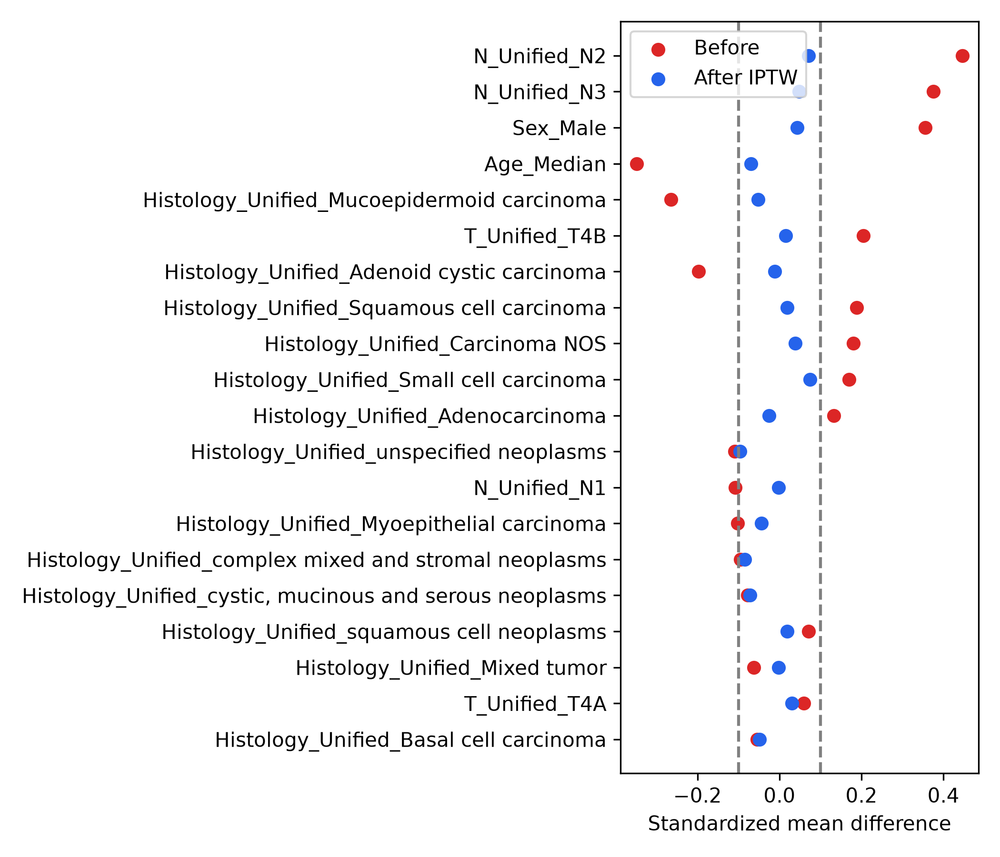 Before
After IPTW
N_Unified_N2
N_Unified_N3
Sex_Male
Age_Median
Histology_Unified_Mucoepidermoid carcinoma
T_Unified_T4B
Histology_Unified_Adenoid cystic carcinoma
Histology_Unified_Squamous cell carcinoma
Histology_Unified_Carcinoma NOS
Histology_Unified_Small cell carcinoma
Histology_Unified_Adenocarcinoma
Histology_Unified_unspecified neoplasms
N_Unified_N1
Histology_Unified_Myoepithelial carcinoma
Histology_Unified_complex mixed and stromal neoplasms
Histology_Unified_cystic, mucinous and serous neoplasms
Histology_Unified_squamous cell neoplasms
Histology_Unified_Mixed tumor
T_Unified_T4A
Histology_Unified_Basal cell carcinoma
−0.2 0.0 0.2 0.4
Standardized mean difference